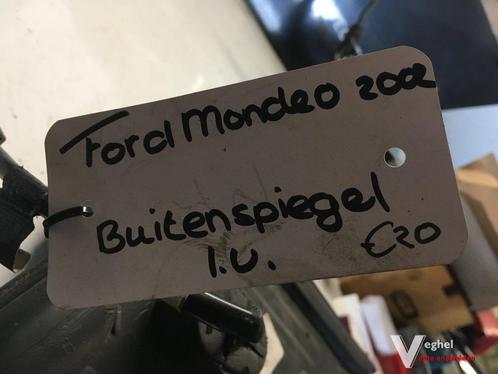 Ford Mondeo 2002
Buitenspiegel
l.v.
€20
Veghel